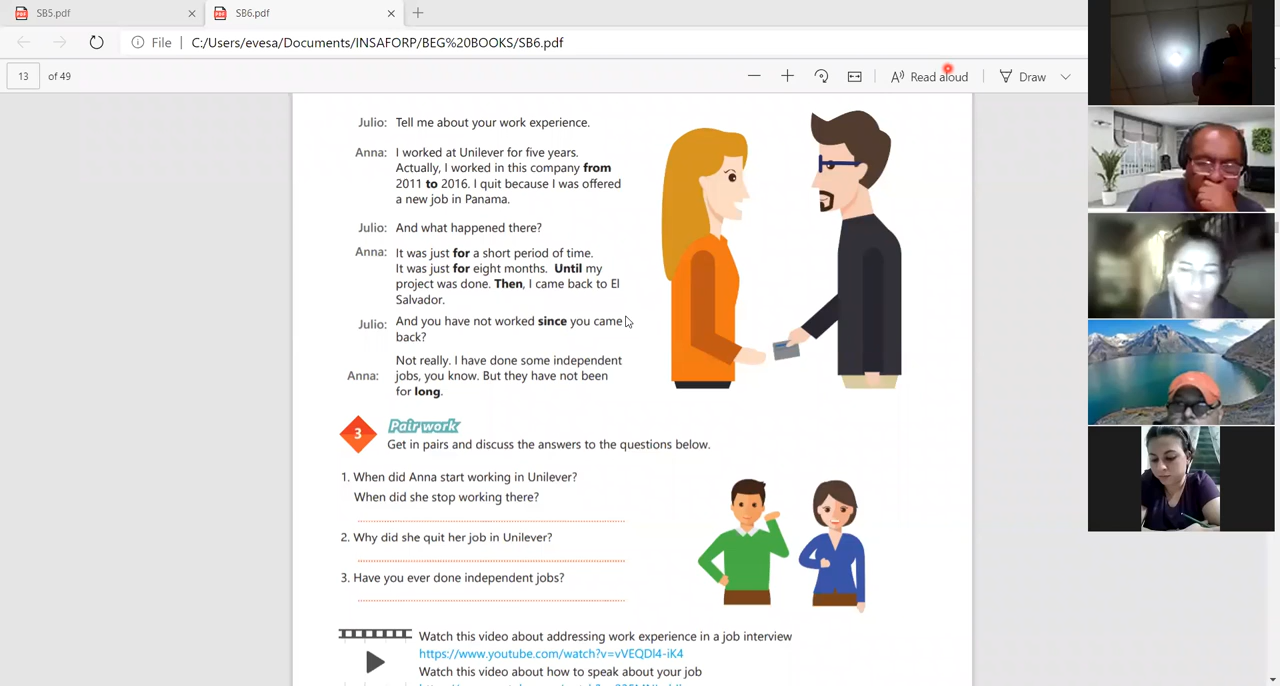 SB5.pdf
SB6.pdf
File
C:/Users/evesa/Documents/INSAFORP/BEG%20BOOKS/SB6.pdf
13
of 49
Read aloud
Draw
Julio: Tell me about your work experience.
Anna: I worked at Unilever for five years.
Actually, I worked in this company from
2011 to 2016. I quit because I was offered
a new job in Panama.
Julio: And what happened there?
Anna: It was just for a short period of time.
It was just for eight months. Until my
project was done. Then, I came back to El
Salvador.
Julio: And you have not worked since you came
back?
Not really. I have done some independent
Anna: jobs, you know. But they have not been
for long.
3
Pair work
Get in pairs and discuss the answers to the questions below.
1. When did Anna start working in Unilever?
When did she stop working there?
2. Why did she quit her job in Unilever?
3. Have you ever done independent jobs?
Watch this video about addressing work experience in a job interview
https://www.youtube.com/watch?v=vVEQDl4-iK4
Watch this video about how to speak about your job